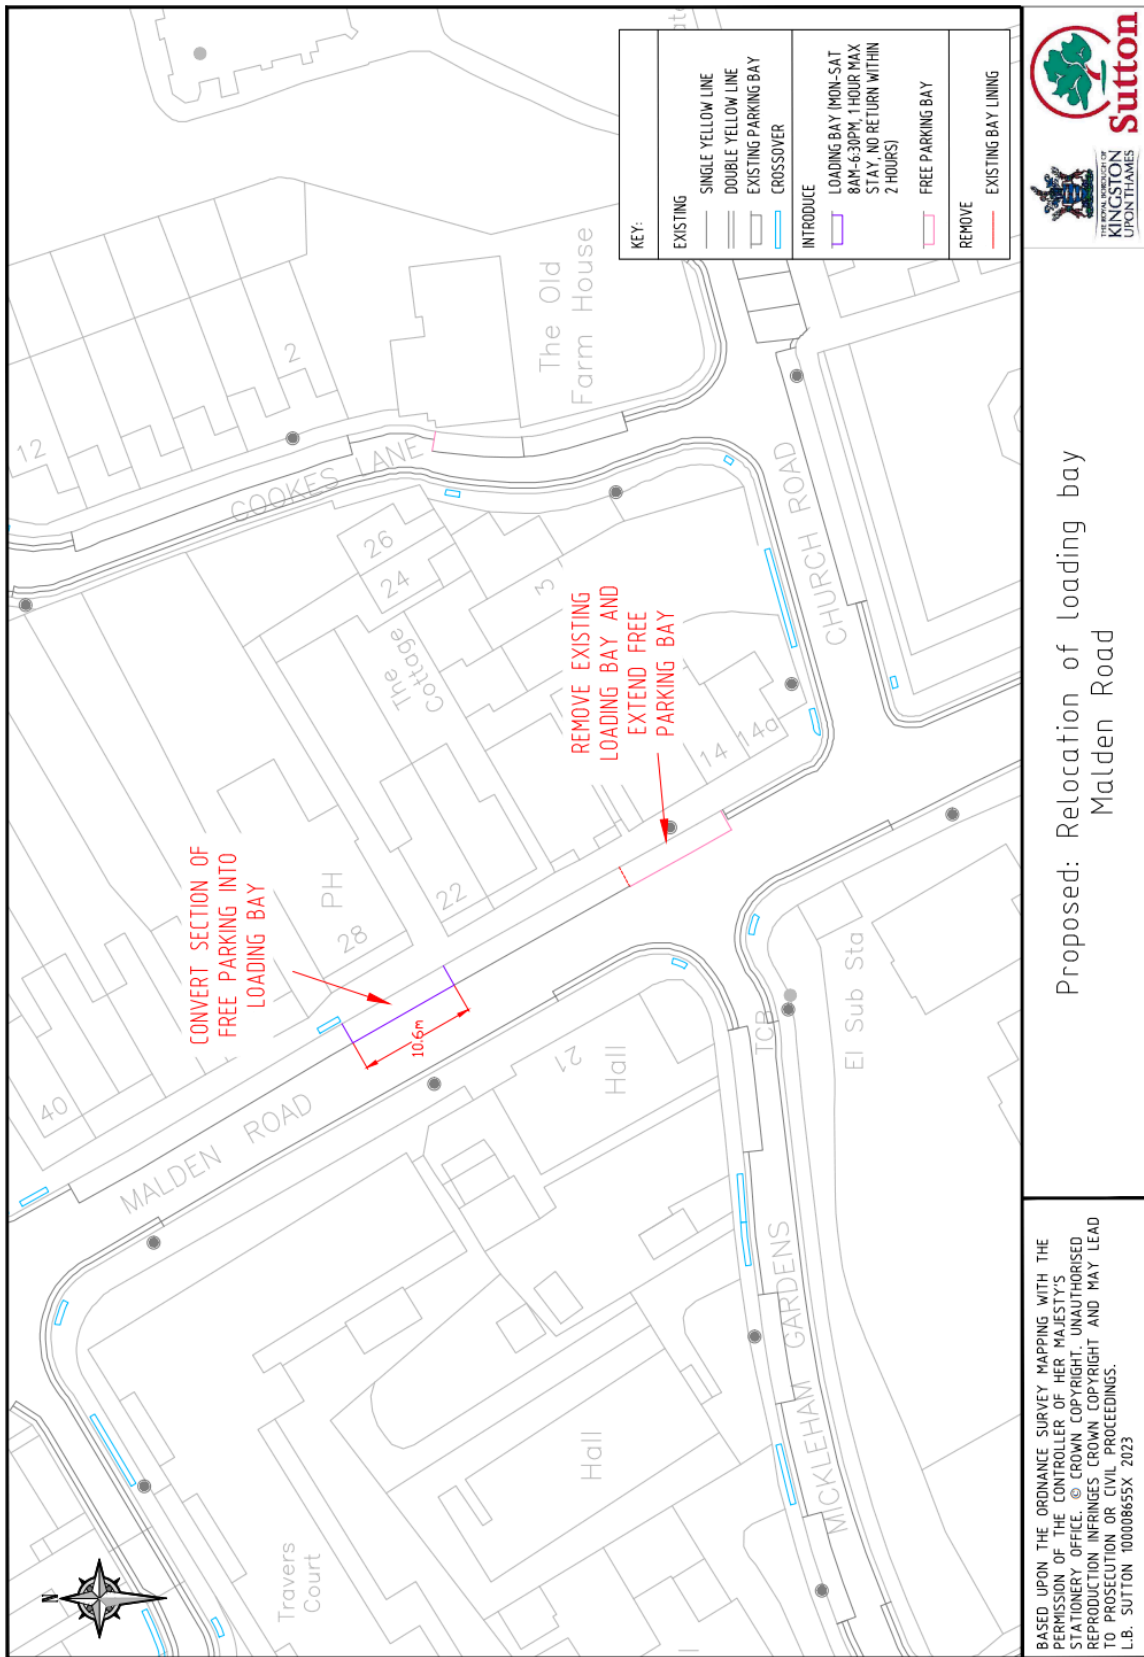 KEY:
EXISTING
SINGLE YELLOW LINE
DOUBLE YELLOW LINE
EXISTING PARKING BAY
CROSSOVER
INTRODUCE
LOADING BAY (MON-SAT
8AM-6:30PM, 1 HOUR MAX
STAY, NO RETURN WITHIN
2 HOURS)
FREE PARKING BAY
REMOVE
EXISTING BAY LINING
12
2
The Old
Farm House
COOKES LANE
26
24
The
Cottage
3
CHURCH ROAD
REMOVE EXISTING
LOADING BAY AND
EXTEND FREE
PARKING BAY
14
14a
CONVERT SECTION OF
FREE PARKING INTO
LOADING BAY
PH
28
22
10.6m
40
MALDEN ROAD
21
Hall
TCB
El Sub Sta
Hall
MICKLEHAM GARDENS
Travers
Court
N
THE ROYAL BOROUGH OF
KINGSTON
UPON THAMES
Sutton
Proposed: Relocation of loading bay
Malden Road
BASED UPON THE ORDNANCE SURVEY MAPPING WITH THE
PERMISSION OF THE CONTROLLER OF HER MAJESTY'S
STATIONERY OFFICE. © CROWN COPYRIGHT. UNAUTHORISED
REPRODUCTION INFRINGES CROWN COPYRIGHT AND MAY LEAD
TO PROSECUTION OR CIVIL PROCEEDINGS.
L.B. SUTTON 100008655X 2023